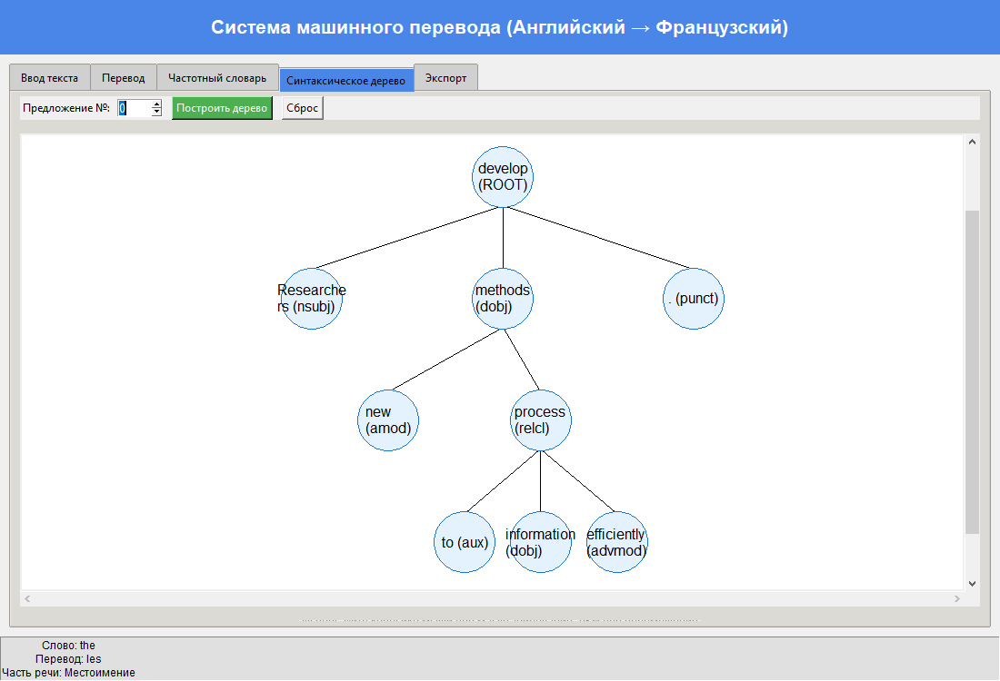 Система машинного перевода (Английский → Французский)
Ввод текста
Перевод
Частотный словарь
Синтаксическое дерево
Экспорт
Предложение №:
0
Построить дерево
Сброс
develop
(ROOT)
Researche
rs (nsubj)
methods
(dobj)
. (punct)
new
(amod)
process
(relcl)
to (aux)
information
(dobj)
efficiently
(advmod)
Слово: the
Перевод: les
Часть речи: Местоимение